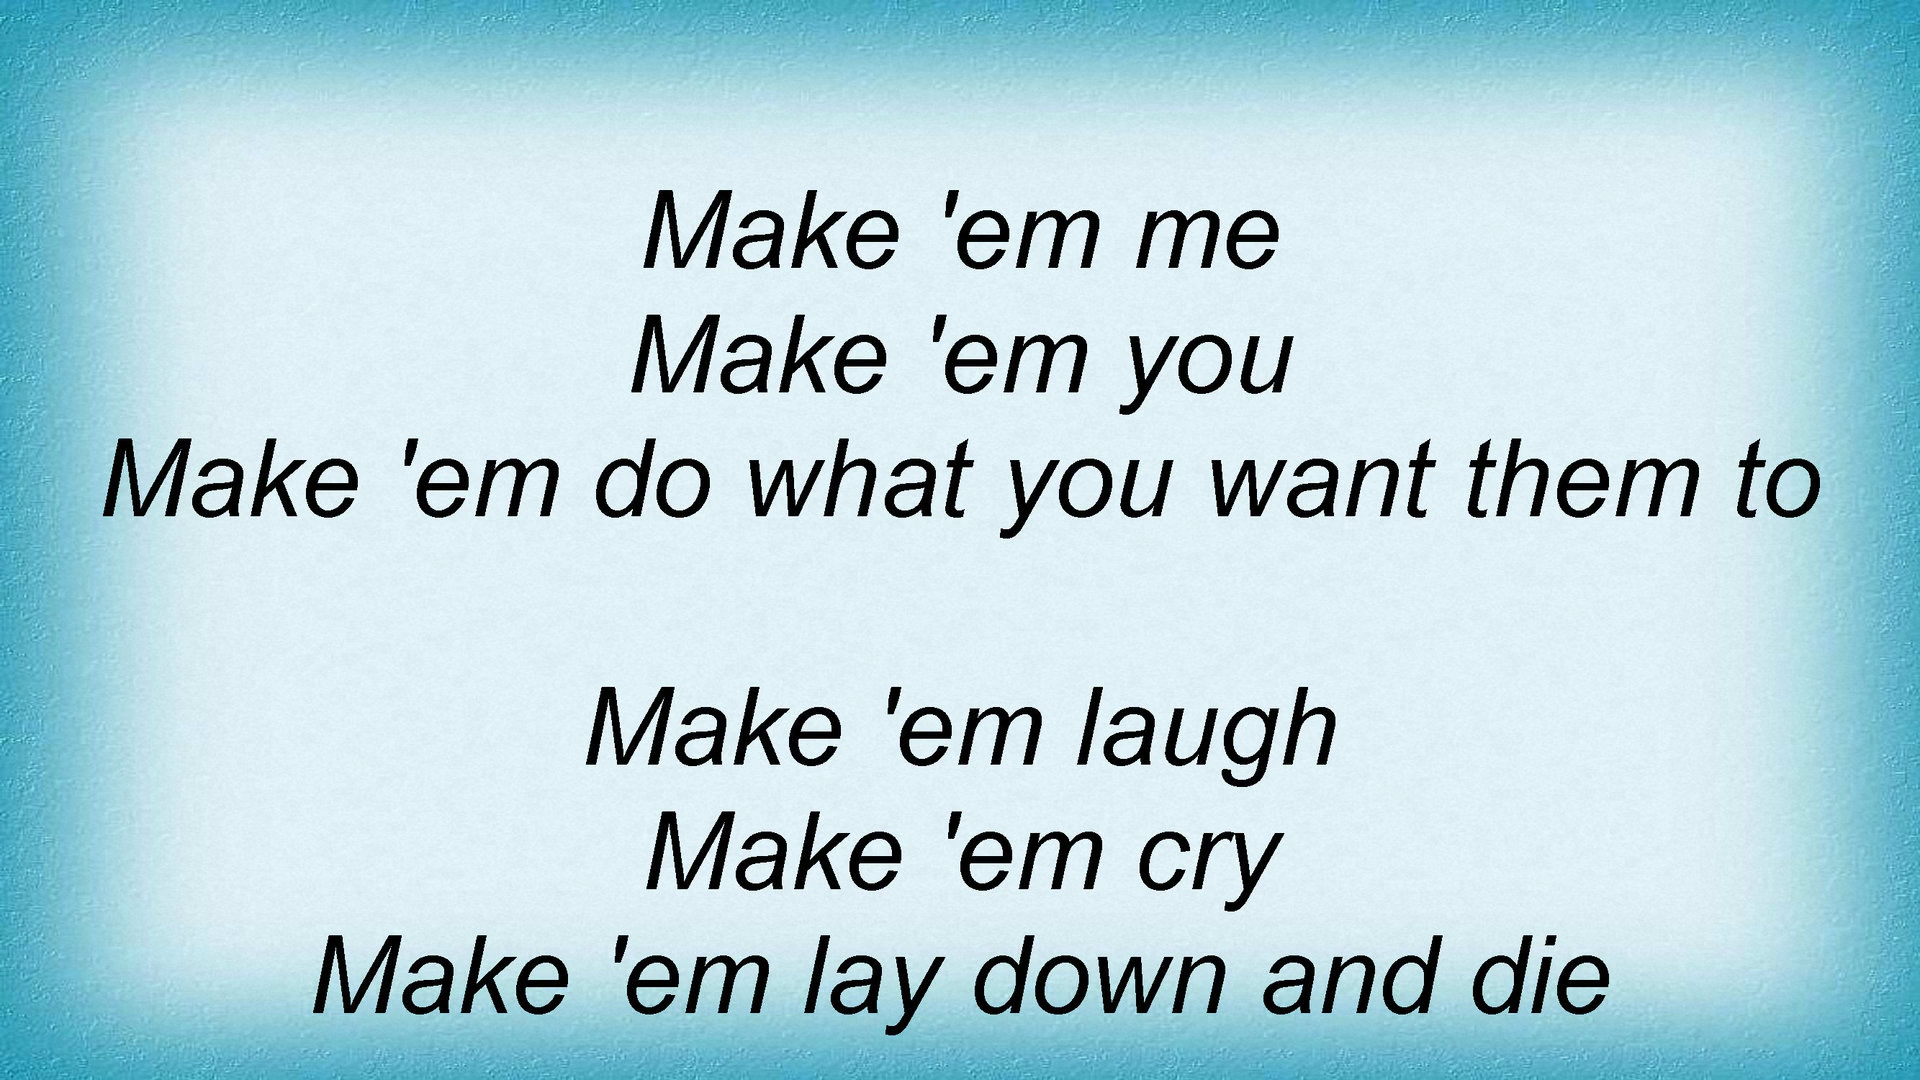 Make 'em me
Make 'em you
Make 'em do what you want them to
Make 'em laugh
Make 'em cry
Make 'em lay down and die